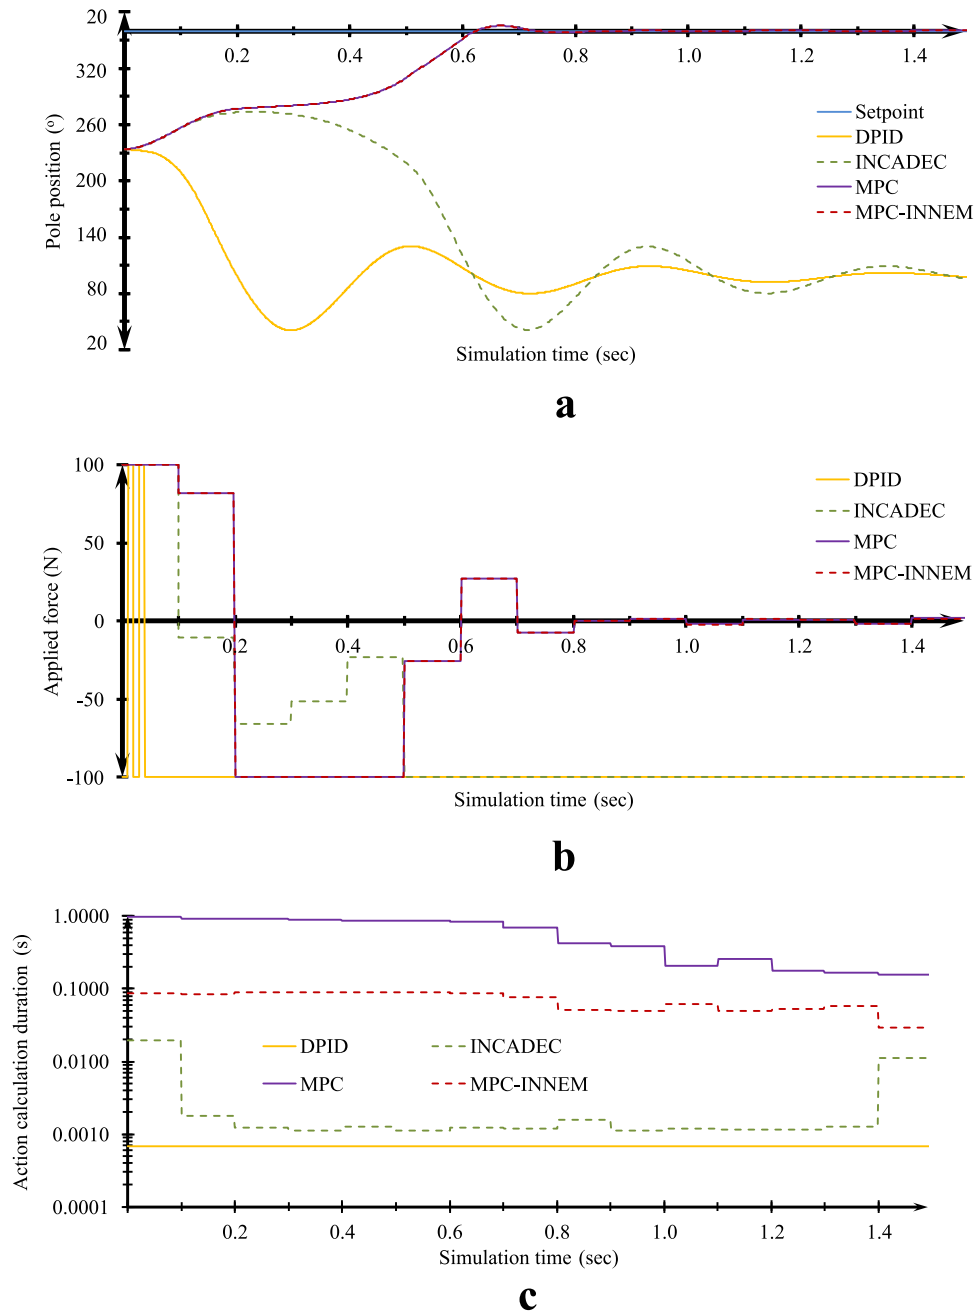 20
320
260
200
140
80
20
Pole position (°)
0.2 0.4 0.6 0.8 1.0 1.2 1.4
Setpoint
DPID
INCADEC
MPC
MPC-INNEM
Simulation time (sec)
a
100
50
0
-50
-100
Applied force (N)
0.2 0.4 0.6 0.8 1.0 1.2 1.4
DPID
INCADEC
MPC
MPC-INNEM
Simulation time (sec)
b
1.0000
0.1000
0.0100
0.0010
0.0001
Action calculation duration (s)
DPID INCADEC
MPC MPC-INNEM
0.2 0.4 0.6 0.8 1.0 1.2 1.4
Simulation time (sec)
c